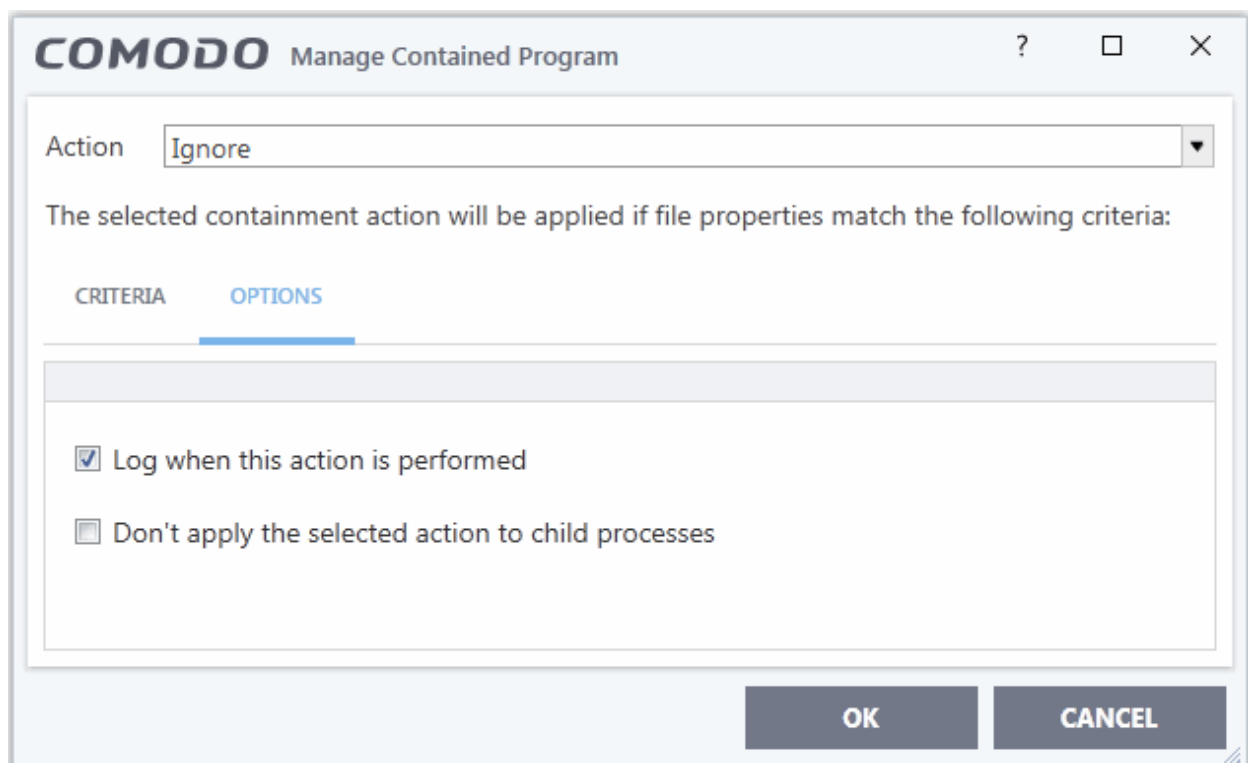 COMODO Manage Contained Program ?
Action Ignore
The selected containment action will be applied if file properties match the following criteria:
CRITERIA OPTIONS
Log when this action is performed
Don't apply the selected action to child processes
OK CANCEL